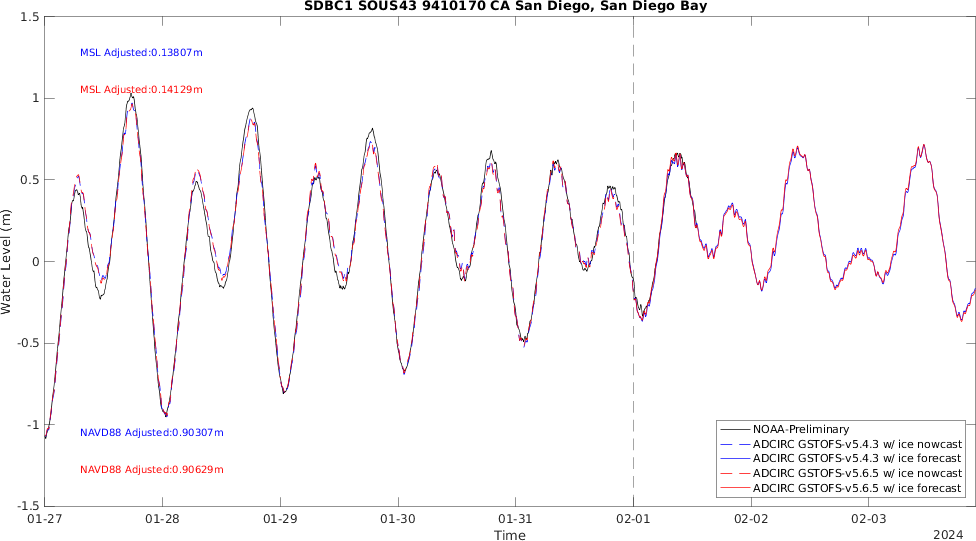 SDBC1 SOUS43 9410170 CA San Diego, San Diego Bay
1.5
MSL Adjusted:0.13807m
MSL Adjusted:0.14129m
1
0.5
0
-0.5
-1
-1.5
Water Level (m)
NAVD88 Adjusted:0.90307m
NAVD88 Adjusted:0.90629m
NOAA-Preliminary
ADCIRC GSTOFS-v5.4.3 w/ ice nowcast
ADCIRC GSTOFS-v5.4.3 w/ ice forecast
ADCIRC GSTOFS-v5.6.5 w/ ice nowcast
ADCIRC GSTOFS-v5.6.5 w/ ice forecast
01-27 01-28 01-29 01-30 01-31 02-01 02-02 02-03
Time
2024